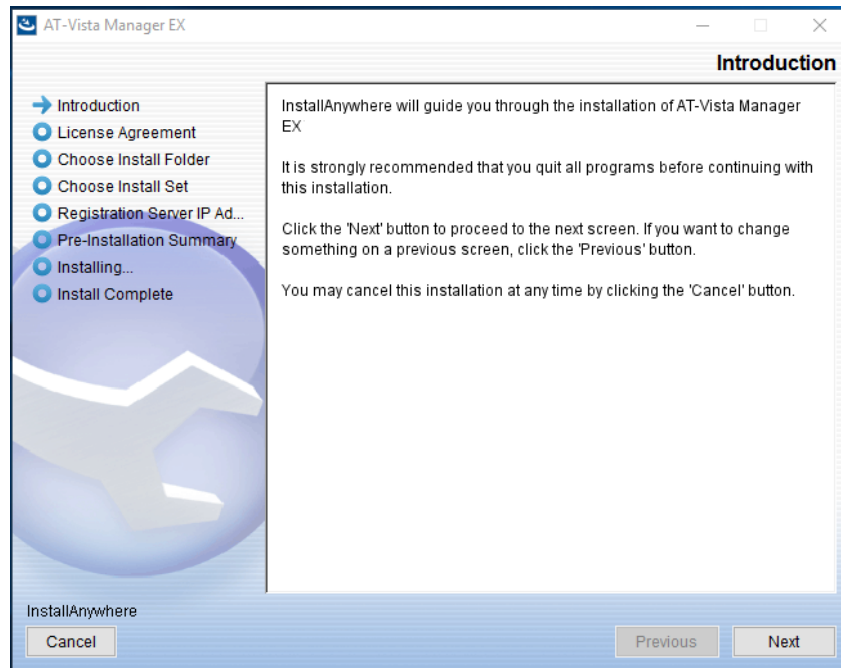 AT-Vista Manager EX
Introduction
Introduction
License Agreement
Choose Install Folder
Choose Install Set
Registration Server IP Ad...
Pre-Installation Summary
Installing...
Install Complete
InstallAnywhere will guide you through the installation of AT-Vista Manager
EX
It is strongly recommended that you quit all programs before continuing with
this installation.
Click the 'Next' button to proceed to the next screen. If you want to change
something on a previous screen, click the 'Previous' button.
You may cancel this installation at any time by clicking the 'Cancel' button.
InstallAnywhere
Cancel
Previous
Next